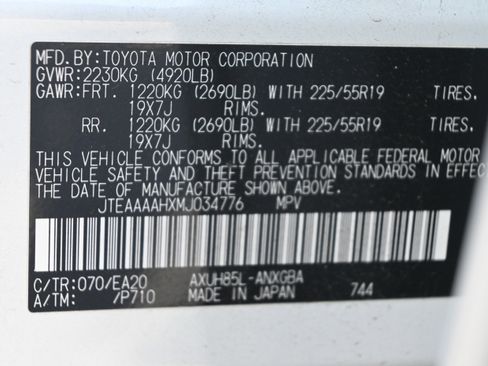 MFD.BY:TOYOTA MOTOR CORPORATION
GVWR:2230KG (4920LB)
GAWR:FRT. 1220KG (2690LB) WITH 225/55R19 TIRES,
19X7J RIMS,
RR. 1220KG (2690LB) WITH 225/55R19 TIRES,
19X7J RIMS.
THIS VEHICLE CONFORMS TO ALL APPLICABLE FEDERAL MOTOR
VEHICLE SAFETY AND THEFT PREVENTION STANDARDS IN EFFEC
THE DATE OF MANUFACTURE SHOWN ABOVE.
JTEAAAAHXMJ034776 MPV
C/TR:070/EA20 AXUH85L-ANXGBA
A/TM: /P710 MADE IN JAPAN 744